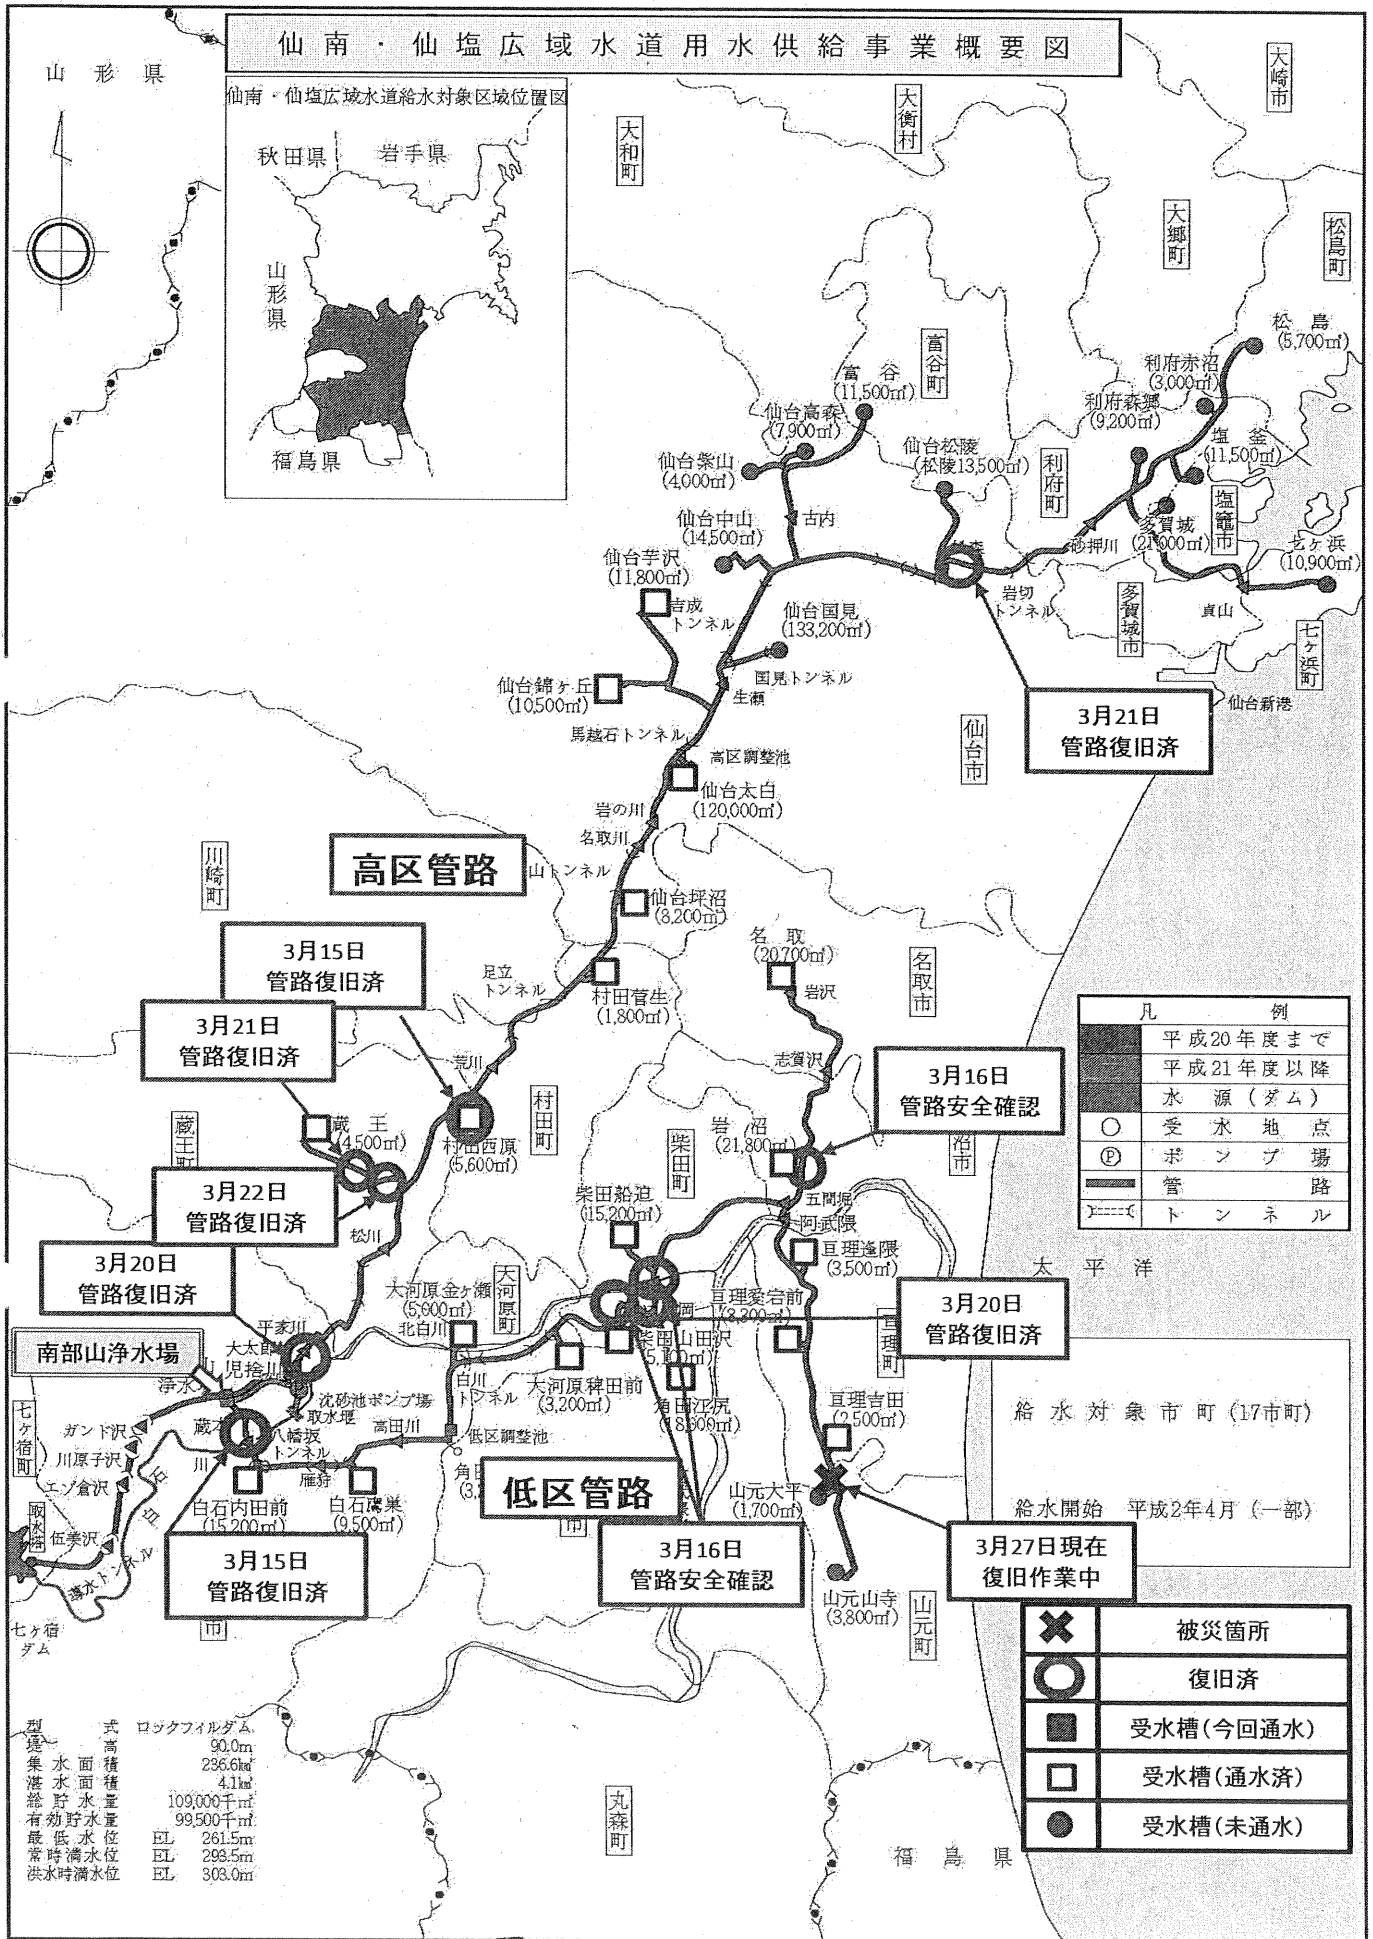 仙南・仙塩広域水道用水供給事業概要図
山形県
仙南・仙塩広域水道給水対象区域位置図
秋田県
岩手県
山形県
福島県
大和町
大衡村
大崎市
大郷町
松島町
富谷町
松島
(5,700㎥)
利府赤沼
(3,000㎥)
利府森郷
(9,200㎥)
塩釜
(11,500㎥)
富谷
(11,500㎥)
仙台高森
(7,900㎥)
仙台紫山
(4,000㎥)
仙台松陵
(松陵13,500㎥)
利府町
塩竈市
多賀城
(21,000㎥)
七ヶ浜
(10,900㎥)
仙台中山
(14,500㎥)
古内
砂押川
仙台芋沢
(11,800㎥)
吉成
トンネル
岩切
トンネル
多賀城市
貞山
七ヶ浜町
仙台国見
(133,200㎥)
国見トンネル
仙台錦ヶ丘
(10,500㎥)
生瀬
仙台新港
3月21日
管路復旧済
仙台市
馬越石トンネル
高区調整池
仙台太白
(120,000㎥)
岩の川
名取川
高区管路
山トンネル
川崎町
仙台坪沼
(8,200㎥)
名取
(20,700㎥)
名取市
3月15日
管路復旧済
足立
トンネル
村田菅生
(1,800㎥)
岩沢
3月21日
管路復旧済
荒川
志賀沢
3月16日
管路安全確認
凡例
平成20年度まで
平成21年度以降
水源(ダム)
受水地点
Ⓟ ポンプ場
管路
トンネル
蔵王町
蔵王
(4,500㎥)
村田西原
(5,600㎥)
村田町
柴田町
岩沼
(21,800㎥)
沼市
3月22日
管路復旧済
柴田船迫
(15,200㎥)
五間堀
阿武隈
松川
亘理逢隈
(3,500㎥)
太平洋
3月20日
管路復旧済
大河原金ヶ瀬
(5,600㎥)
大河原町
北白川
亘理愛宕前
(8,300㎥)
亘理町
3月20日
管路復旧済
平家川
南部山浄水場
児捨川
柴田山田沢
(5,100㎥)
白川
トンネル
大河原稗田前
(3,200㎥)
角田江尻
(18,600㎥)
沈砂池ポンプ場
取水堰
七ヶ宿町
ガンド沢
川原子沢
エゾ倉沢
八幡坂
トンネル
高田川
低区調整池
亘理吉田
(2,500㎥)
給水対象市町(17市町)
雁狩
低区管路
山元大平
(1,700㎥)
給水開始 平成2年4月(一部)
取水塔
伍美沢
導水トンネル
白石内田前
(15,200㎥)
白石鷹巣
(9,500㎥)
3月15日
管路復旧済
3月16日
管路安全確認
3月27日現在
復旧作業中
七ヶ宿
ダム
市
山元山寺
(3,800㎥)
山元町
被災箇所
復旧済
受水槽(今回通水)
受水槽(通水済)
受水槽(未通水)
型式 ロックフィルダム
堤高 90.0m
集水面積 236.6k㎡
湛水面積 4.1k㎡
総貯水量 109,000千㎥
有効貯水量 99,500千㎥
最低水位 EL 261.5m
常時満水位 EL 293.5m
洪水時満水位 EL 303.0m
丸森町
福島県